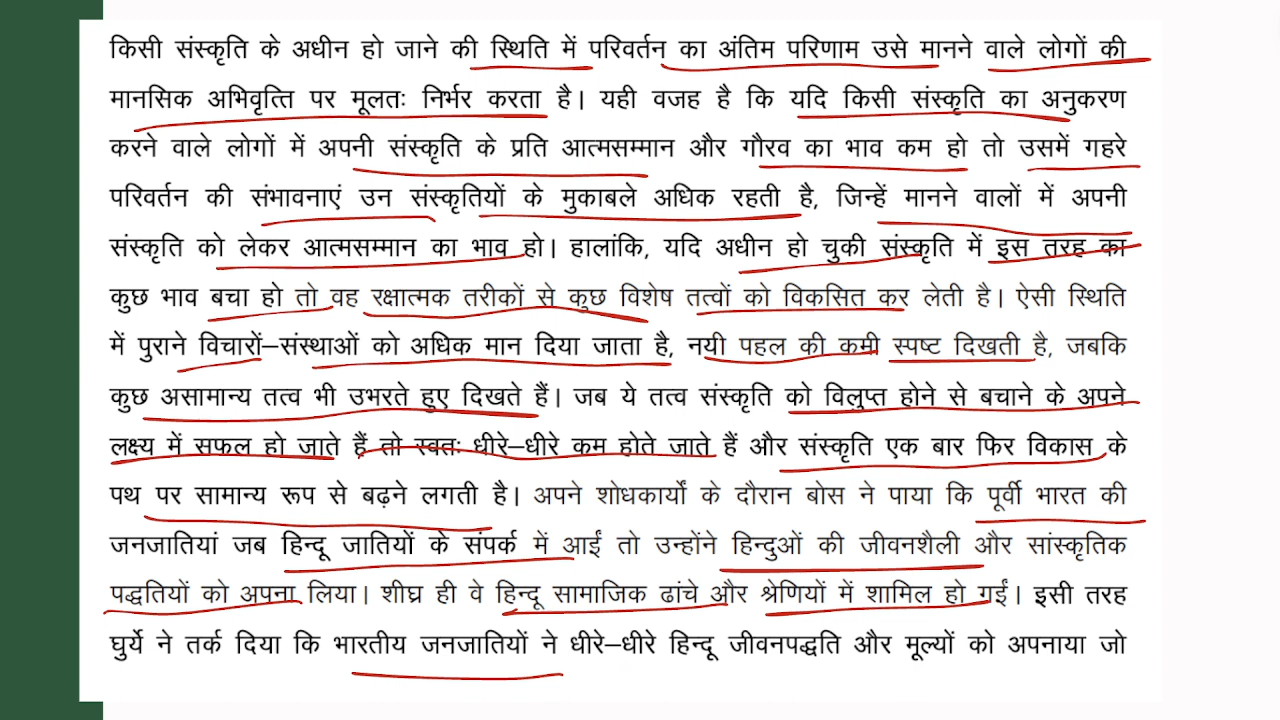 किसी संस्कृति के अधीन हो जाने की स्थिति में परिवर्तन का अंतिम परिणाम उसे मानने वाले लोगों की
मानसिक अभिवृत्ति पर मूलतः निर्भर करता है। यही वजह है कि यदि किसी संस्कृति का अनुकरण
करने वाले लोगों में अपनी संस्कृति के प्रति आत्मसम्मान और गौरव का भाव कम हो तो उसमें गहरे
परिवर्तन की संभावनाएं उन संस्कृतियों के मुकाबले अधिक रहती है, जिन्हें मानने वालों में अपनी
संस्कृति को लेकर आत्मसम्मान का भाव हो। हालांकि, यदि अधीन हो चुकी संस्कृति में इस तरह का
कुछ भाव बचा हो तो वह रक्षात्मक तरीकों से कुछ विशेष तत्वों को विकसित कर लेती है। ऐसी स्थिति
में पुराने विचारों–संस्थाओं को अधिक मान दिया जाता है, नयी पहल की कमी स्पष्ट दिखती है, जबकि
कुछ असामान्य तत्व भी उभरते हुए दिखते हैं। जब ये तत्व संस्कृति को विलुप्त होने से बचाने के अपने
लक्ष्य में सफल हो जाते हैं तो स्वतः धीरे–धीरे कम होते जाते हैं और संस्कृति एक बार फिर विकास के
पथ पर सामान्य रूप से बढ़ने लगती है। अपने शोधकार्यों के दौरान बोस ने पाया कि पूर्वी भारत की
जनजातियां जब हिन्दू जातियों के संपर्क में आईं तो उन्होंने हिन्दुओं की जीवनशैली और सांस्कृतिक
पद्धतियों को अपना लिया। शीघ्र ही वे हिन्दू सामाजिक ढांचे और श्रेणियों में शामिल हो गईं। इसी तरह
घुर्ये ने तर्क दिया कि भारतीय जनजातियों ने धीरे–धीरे हिन्दू जीवनपद्धति और मूल्यों को अपनाया जो